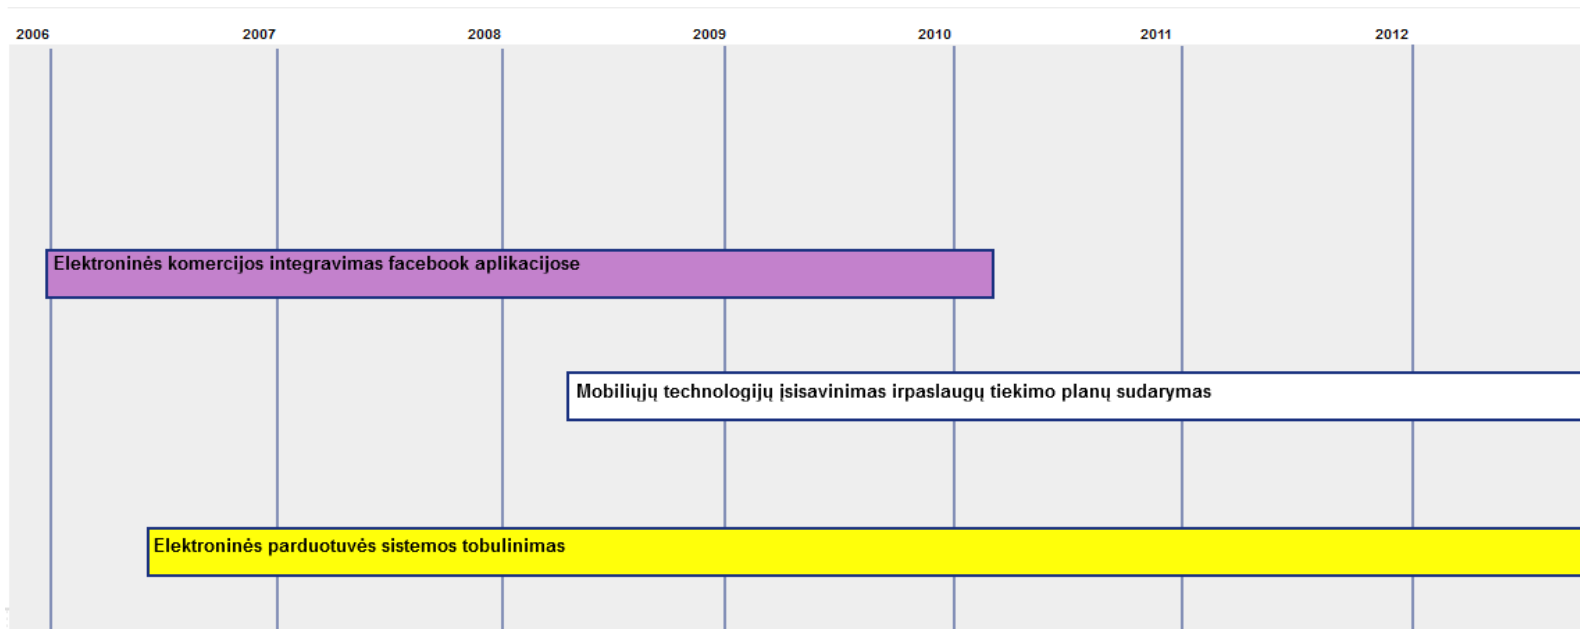 2006 2007 2008 2009 2010 2011 2012
Elektroninės komercijos integravimas facebook aplikacijose
Mobiliųjų technologijų įsisavinimas irpaslaugų tiekimo planų sudarymas
Elektroninės parduotuvės sistemos tobulinimas